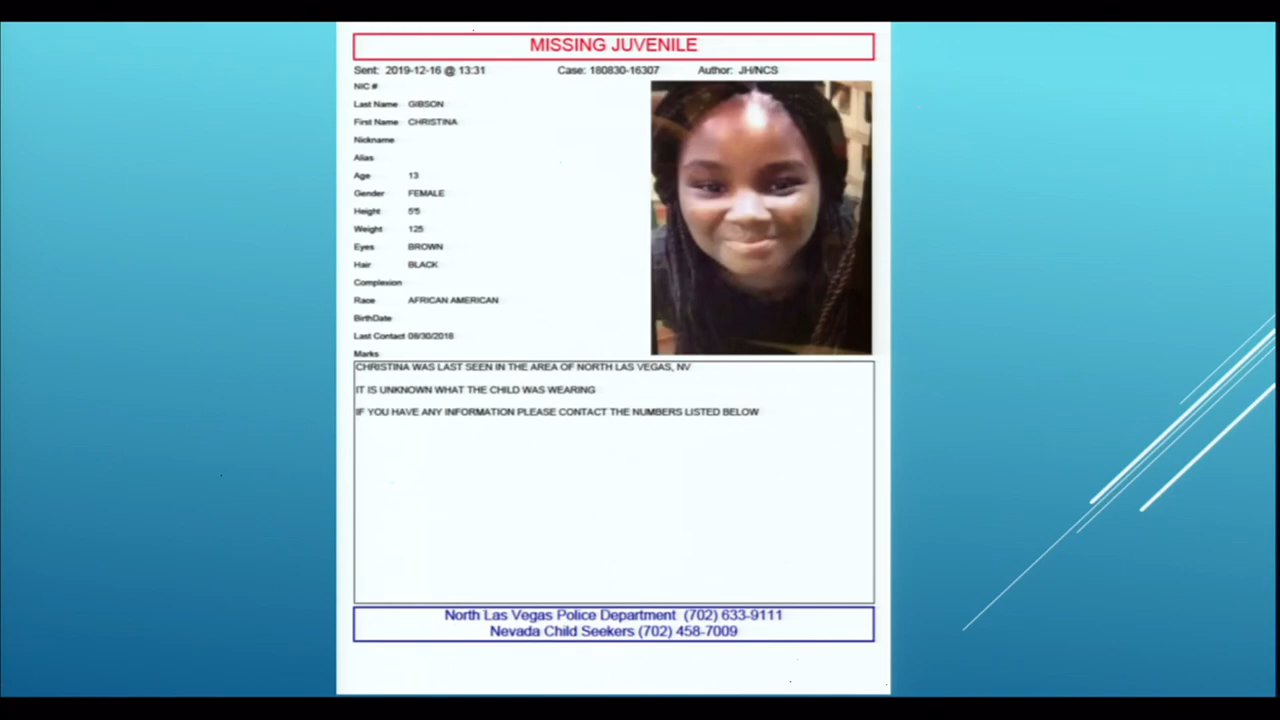 MISSING JUVENILE
Sent: 2019-12-16 @ 13:31 Case: 180830-16307 Author: JH/NCS
NIC #
Last Name GIBSON
First Name CHRISTINA
Nickname
Alias
Age 13
Gender FEMALE
Height 5'5
Weight 125
Eyes BROWN
Hair BLACK
Complexion
Race AFRICAN AMERICAN
BirthDate
Last Contact 08/30/2018
Marks
CHRISTINA WAS LAST SEEN IN THE AREA OF NORTH LAS VEGAS, NV
IT IS UNKNOWN WHAT THE CHILD WAS WEARING
IF YOU HAVE ANY INFORMATION PLEASE CONTACT THE NUMBERS LISTED BELOW
North Las Vegas Police Department (702) 633-9111
Nevada Child Seekers (702) 458-7009